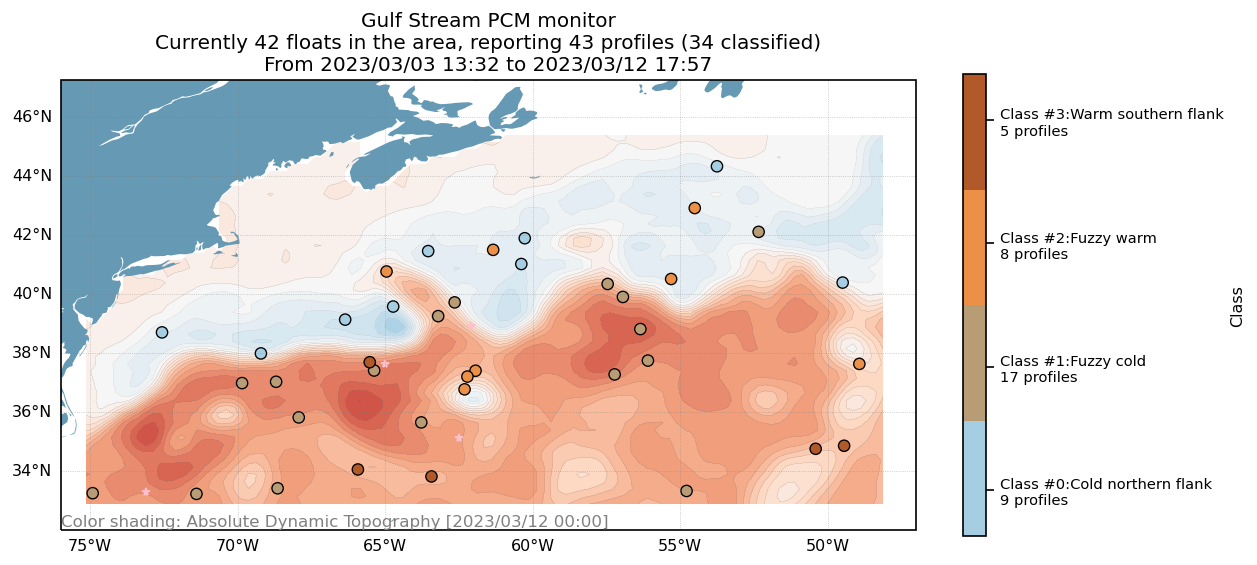 Gulf Stream PCM monitor
Currently 42 floats in the area, reporting 43 profiles (34 classified)
From 2023/03/03 13:32 to 2023/03/12 17:57
46°N
44°N
42°N
40°N
38°N
36°N
34°N
Color shading: Absolute Dynamic Topography [2023/03/12 00:00]
75°W
70°W
65°W
60°W
55°W
50°W
Class #3:Warm southern flank
5 profiles
Class #2:Fuzzy warm
8 profiles
Class #1:Fuzzy cold
17 profiles
Class #0:Cold northern flank
9 profiles
Class